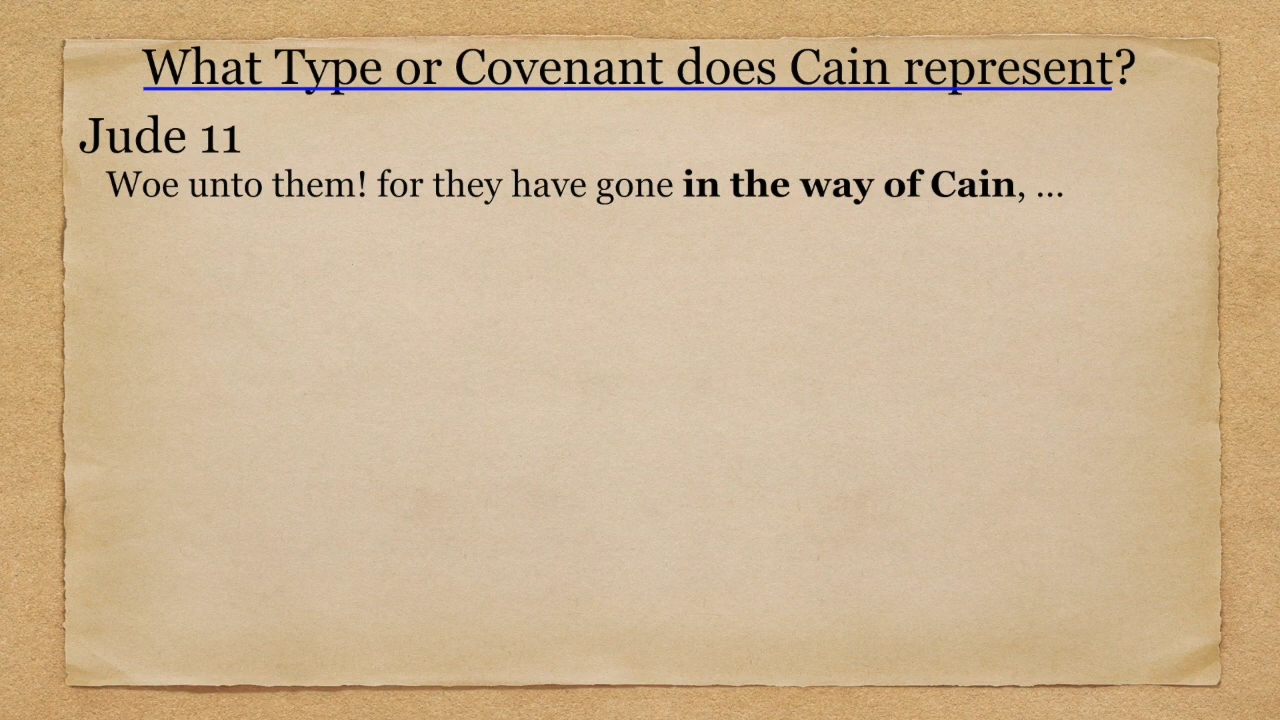 What Type or Covenant does Cain represent?
Jude 11
Woe unto them! for they have gone in the way of Cain, …